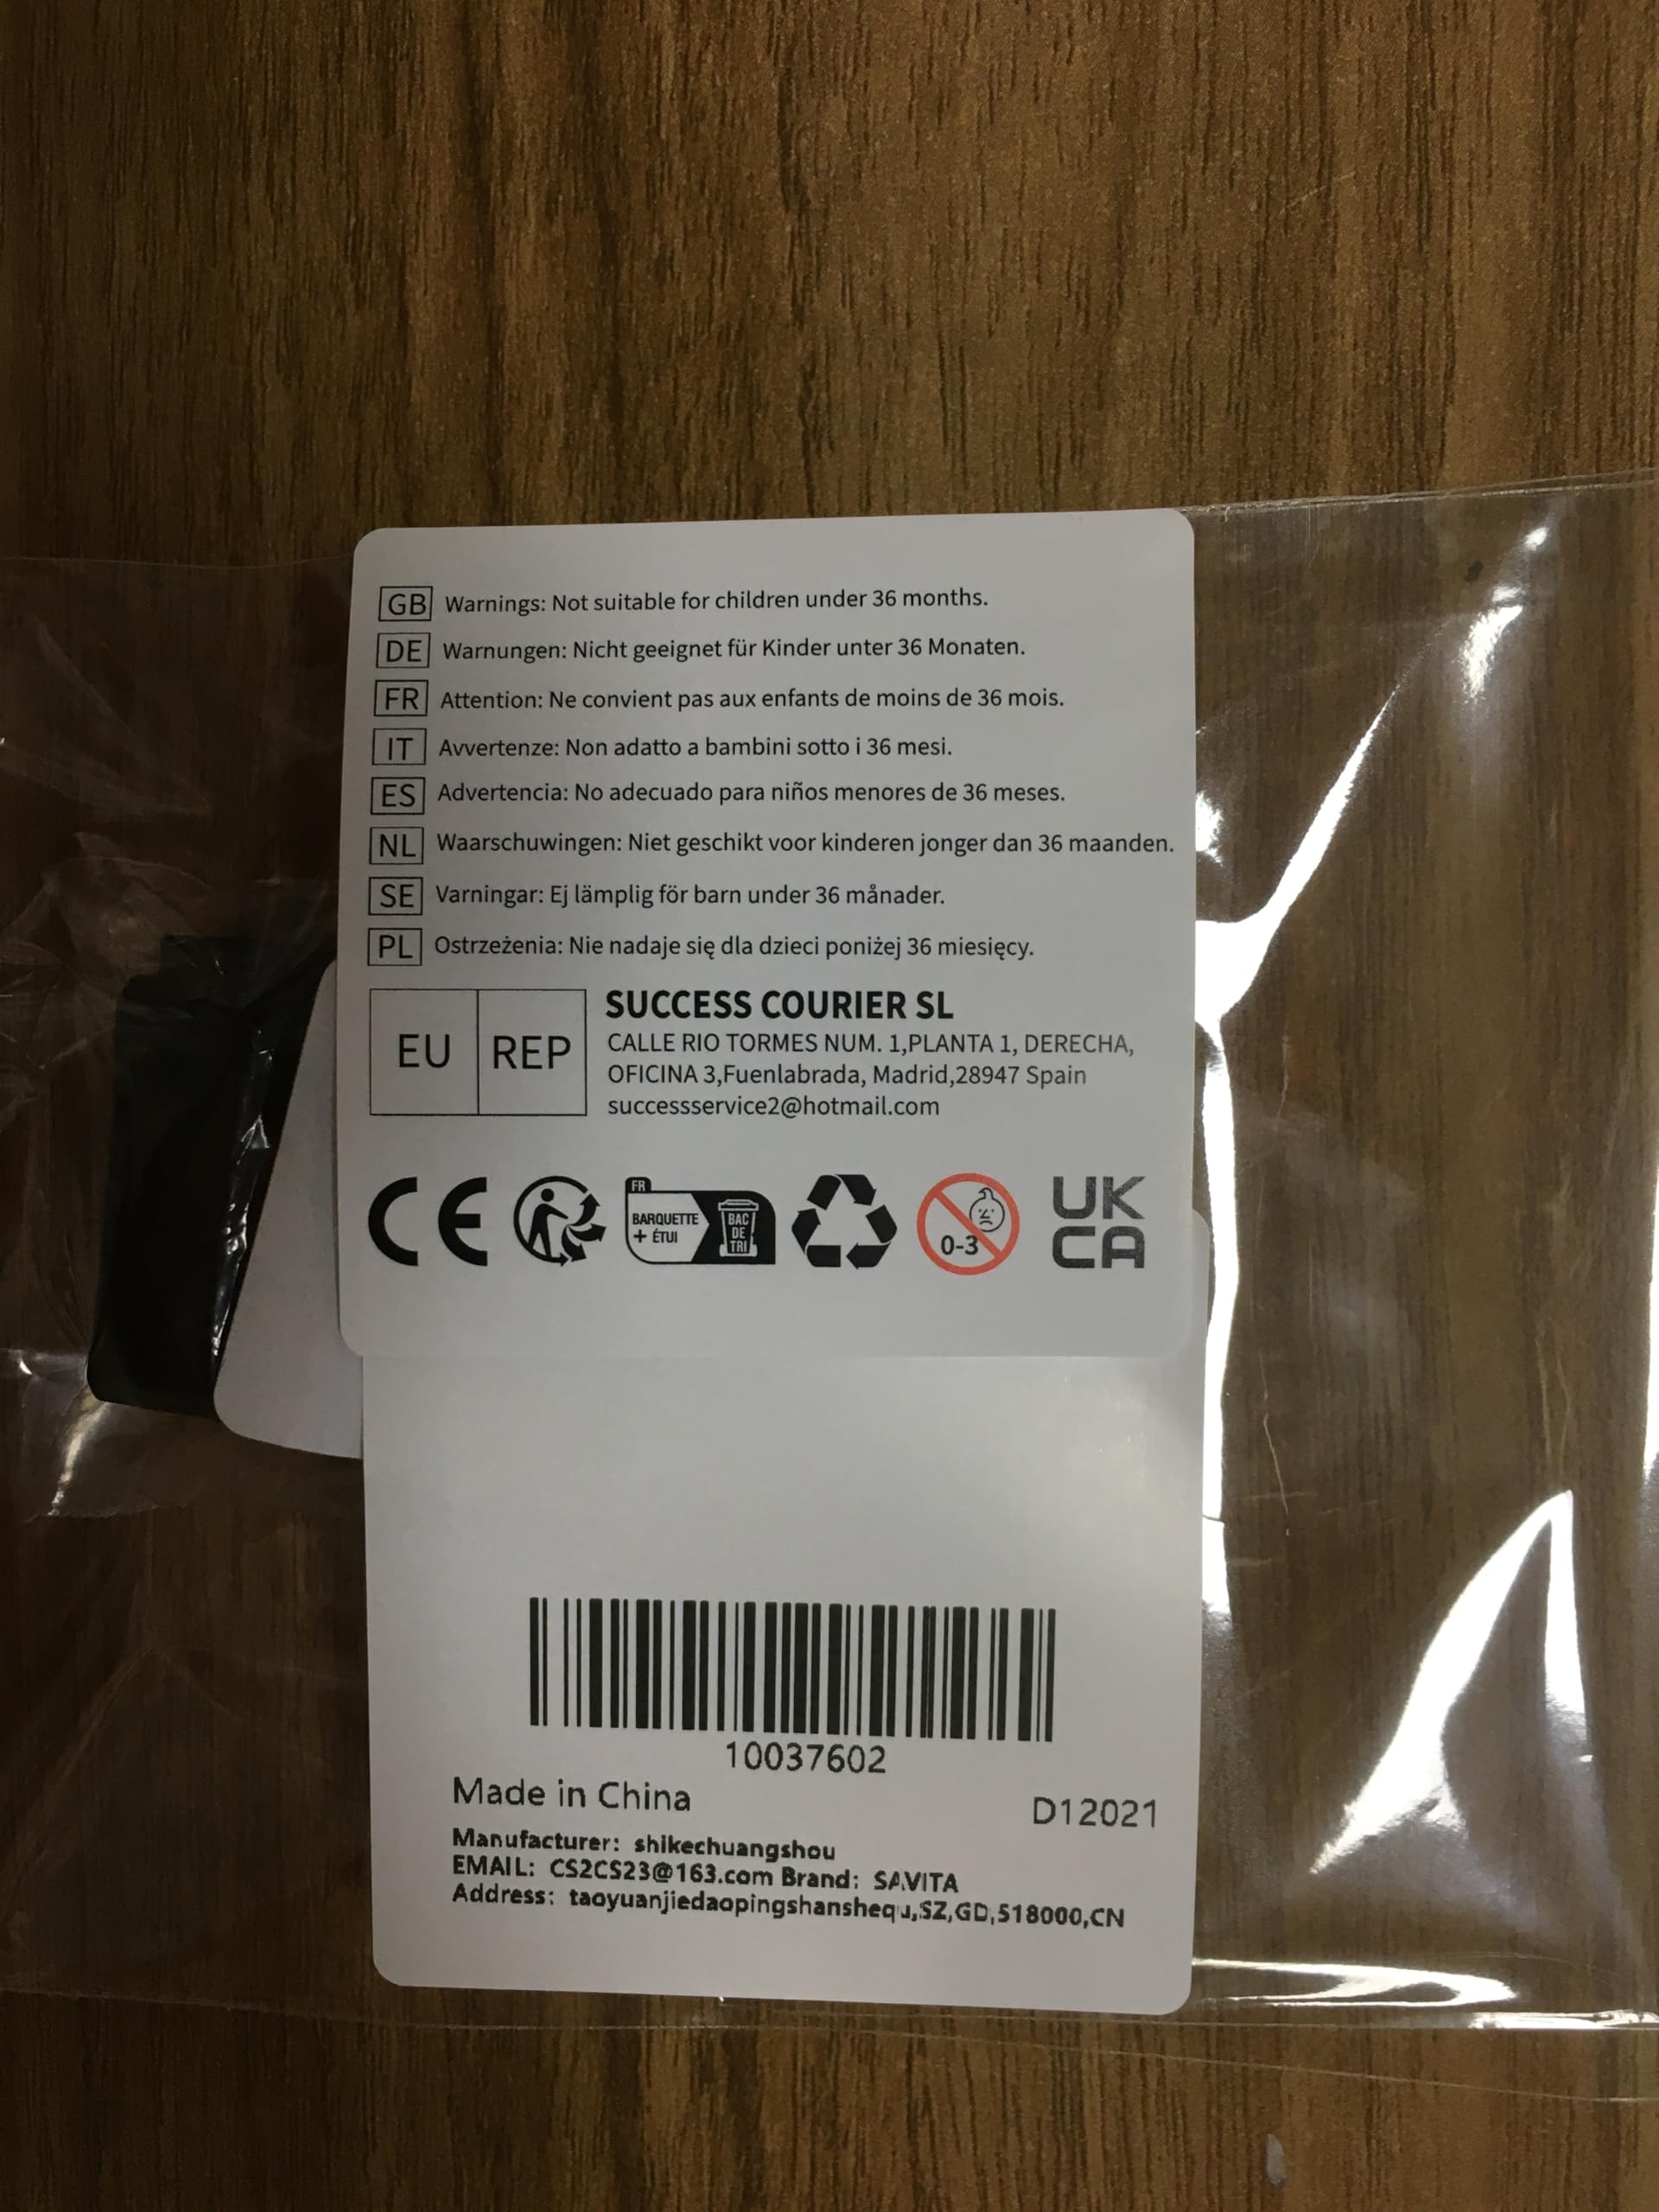 GB Warnings: Not suitable for children under 36 months.
DE Warnungen: Nicht geeignet für Kinder unter 36 Monaten.
FR Attention: Ne convient pas aux enfants de moins de 36 mois.
IT Avvertenze: Non adatto a bambini sotto i 36 mesi.
ES Advertencia: No adecuado para niños menores de 36 meses.
NL Waarschuwingen: Niet geschikt voor kinderen jonger dan 36 maanden.
SE Varningar: Ej lämplig för barn under 36 månader.
PL Ostrzeżenia: Nie nadaje się dla dzieci poniżej 36 miesięcy.
EU REP
SUCCESS COURIER SL
CALLE RIO TORMES NUM. 1,PLANTA 1, DERECHA,
OFICINA 3,Fuenlabrada, Madrid,28947 Spain
successservice2@hotmail.com
CE
FR
BARQUETTE
+ ÉTUI
BAC
DE
TRI
0-3
UK
CA
10037602
Made in China
D12021
Manufacturer: shikechuangshou
EMAIL: CS2CS23@163.com Brand: SAVITA
Address: taoyuanjiedaopingshanshequ,SZ,GD,518000,CN